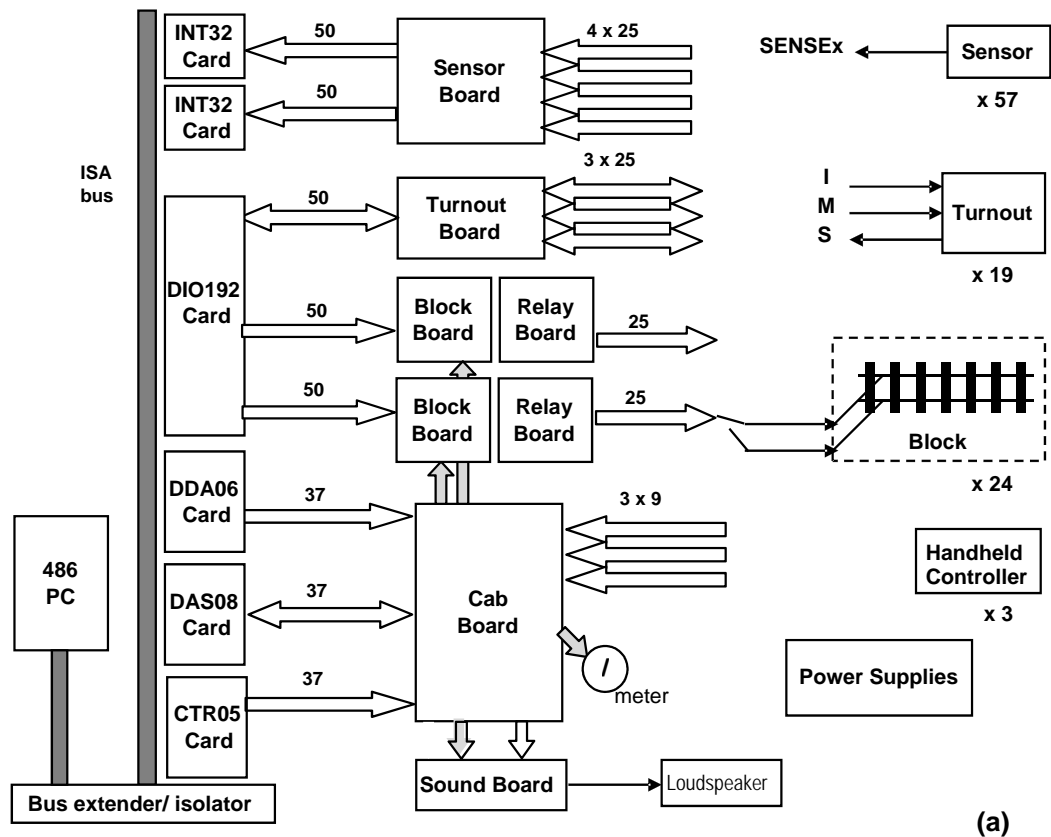 INT32
Card
50
Sensor
Board
4 x 25
SENSEx
Sensor
x 57
INT32
Card
50
ISA
bus
DIO192
Card
50
Turnout
Board
3 x 25
I
M
S
Turnout
x 19
50
Block
Board
Relay
Board
25
50
Block
Board
Relay
Board
25
Block
x 24
DDA06
Card
37
3 x 9
486
PC
DAS08
Card
37
Cab
Board
I
meter
Handheld
Controller
x 3
CTR05
Card
37
Power Supplies
Sound Board
Loudspeaker
Bus extender/ isolator
(a)